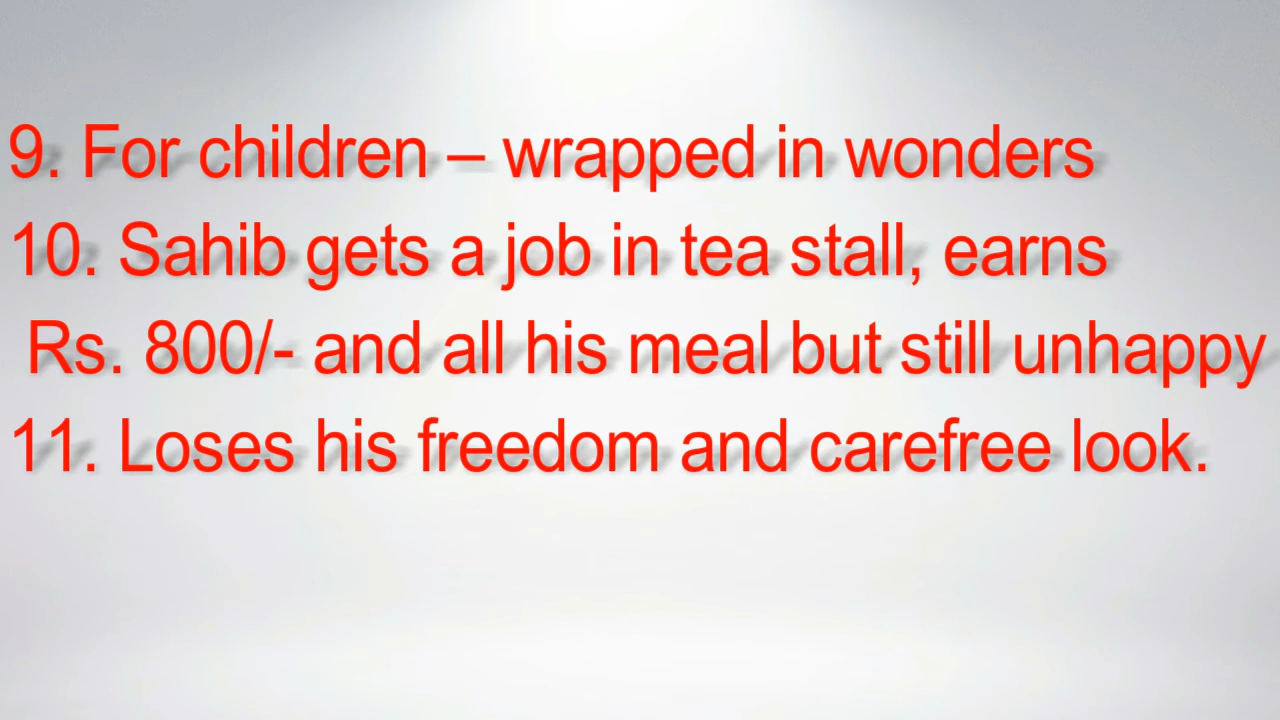 9. For children – wrapped in wonders
10. Sahib gets a job in tea stall, earns
Rs. 800/- and all his meal but still unhappy
11. Loses his freedom and carefree look.